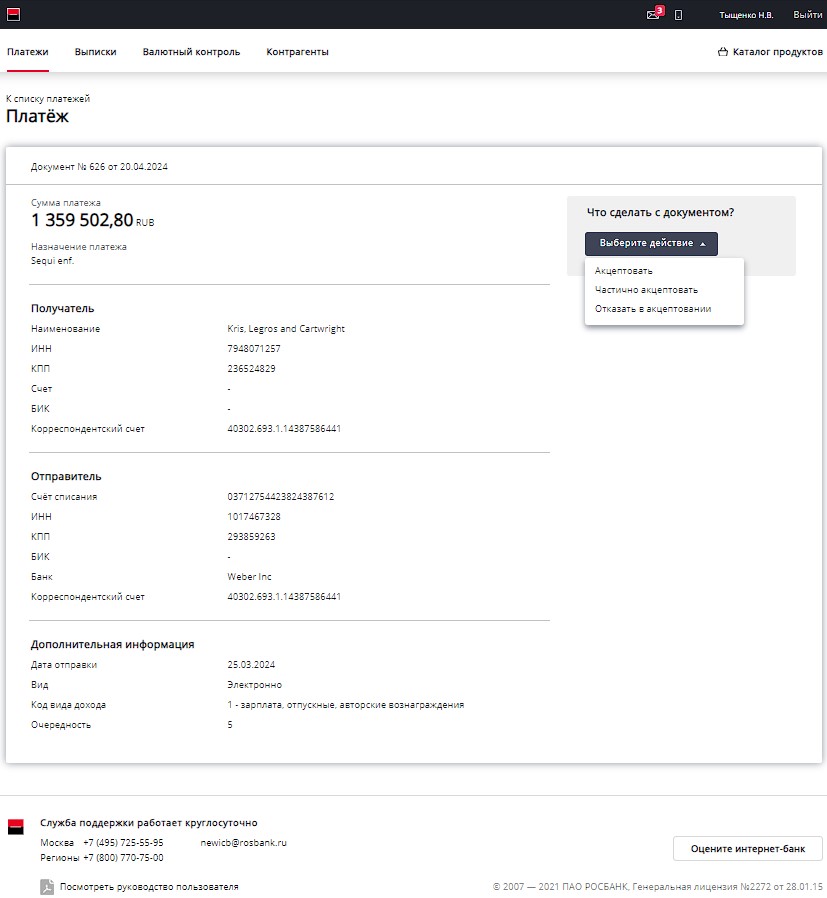 3
Тыщенко Н.В.
Выйти
Платежи
Выписки
Валютный контроль
Контрагенты
Каталог продуктов
К списку платежей
Платёж
Документ № 626 от 20.04.2024
Сумма платежа
1 359 502,80 RUB
Назначение платежа
Sequi enf.
Что сделать с документом?
Выберите действие
Акцептовать
Частично акцептовать
Отказать в акцептовании
Получатель
Наименование Kris, Legros and Cartwright
ИНН 7948071257
КПП 236524829
Счет -
БИК -
Корреспондентский счет 40302.693.1.14387586441
Отправитель
Счёт списания 03712754423824387612
ИНН 1017467328
КПП 293859263
БИК -
Банк Weber Inc
Корреспондентский счет 40302.693.1.14387586441
Дополнительная информация
Дата отправки 25.03.2024
Вид Электронно
Код вида дохода 1 - зарплата, отпускные, авторские вознаграждения
Очередность 5
Служба поддержки работает круглосуточно
Москва +7 (495) 725-55-95 newicb@rosbank.ru
Регионы +7 (800) 770-75-00
Оцените интернет-банк
Посмотреть руководство пользователя
© 2007 — 2021 ПАО РОСБАНК, Генеральная лицензия №2272 от 28.01.15